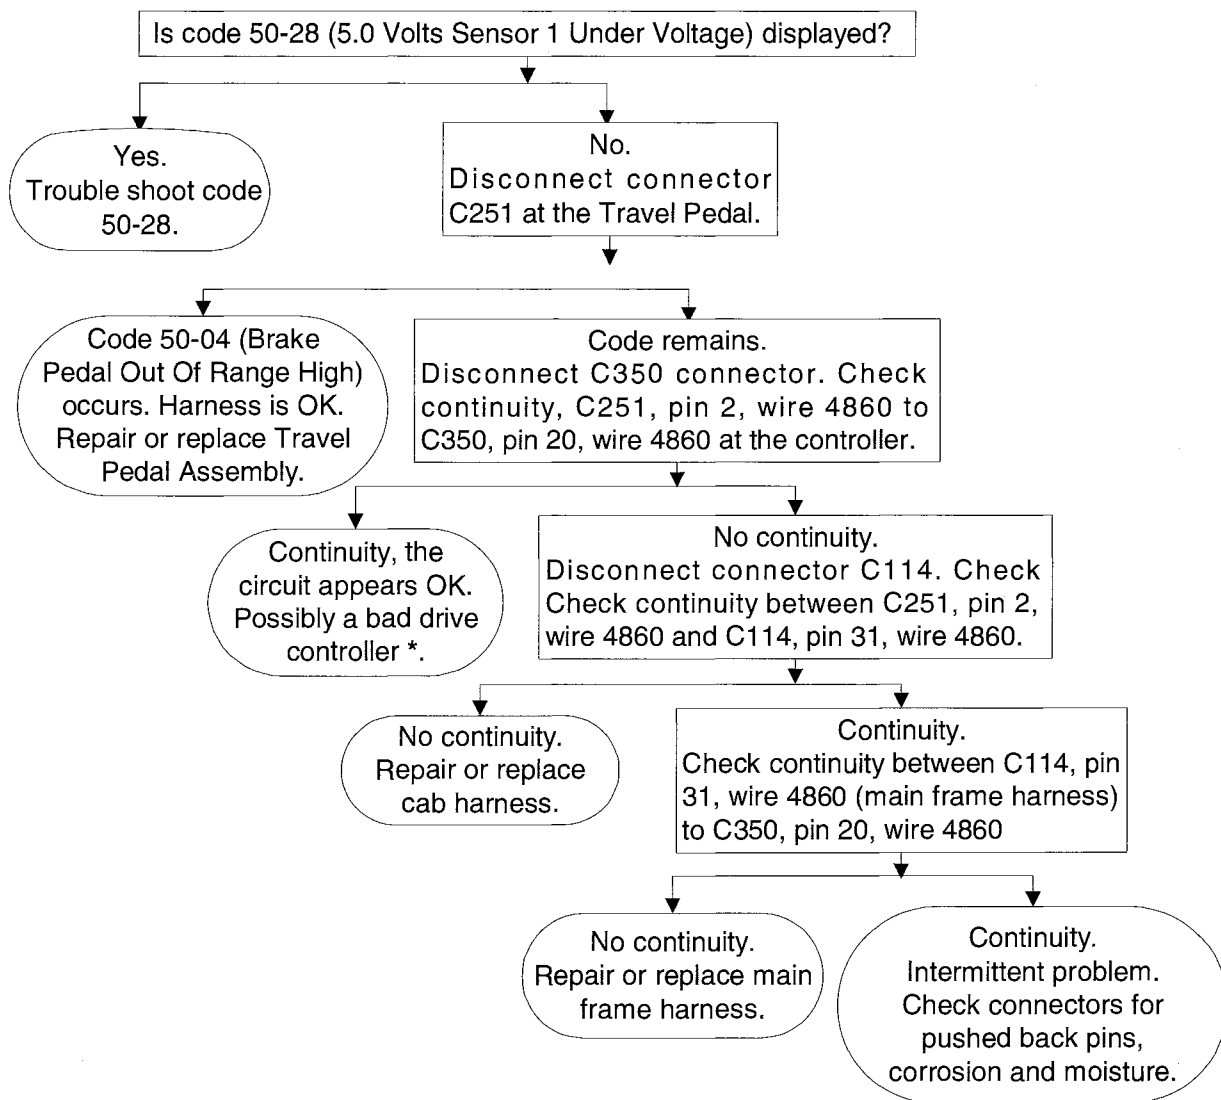 Is code 50-28 (5.0 Volts Sensor 1 Under Voltage) displayed?
Yes.
Trouble shoot code
50-28.
No.
Disconnect connector
C251 at the Travel Pedal.
Code 50-04 (Brake
Pedal Out Of Range High)
occurs. Harness is OK.
Repair or replace Travel
Pedal Assembly.
Code remains.
Disconnect C350 connector. Check
continuity, C251, pin 2, wire 4860 to
C350, pin 20, wire 4860 at the controller.
Continuity, the
circuit appears OK.
Possibly a bad drive
controller *.
No continuity.
Disconnect connector C114. Check
Check continuity between C251, pin 2,
wire 4860 and C114, pin 31, wire 4860.
No continuity.
Repair or replace
cab harness.
Continuity.
Check continuity between C114, pin
31, wire 4860 (main frame harness)
to C350, pin 20, wire 4860
No continuity.
Repair or replace main
frame harness.
Continuity.
Intermittent problem.
Check connectors for
pushed back pins,
corrosion and moisture.